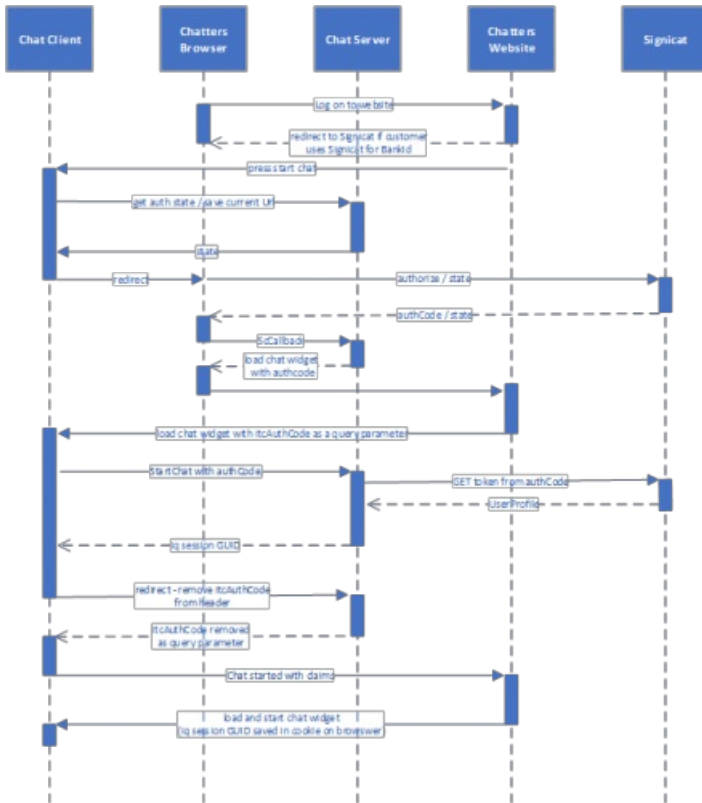 Chat Client
Chatters
Browser
Chat Server
Chatters
Website
Signicat
Log on to website
redirect to Signicat if customer
uses Signicat for BankId
press start chat
get auth state / save current Url
state
redirect
authorize / state
authCode / state
ScCallback
load chat widget
with authcode
load chat widget with itcAuthCode as a query parameter
StartChat with authCode
GET token from authCode
UserProfile
iq session GUID
redirect - remove itcAuthCode
from Header
itcAuthCode removed
as query parameter
Chat started with claims
load and start chat widget
(iq session GUID saved in cookie on browswer